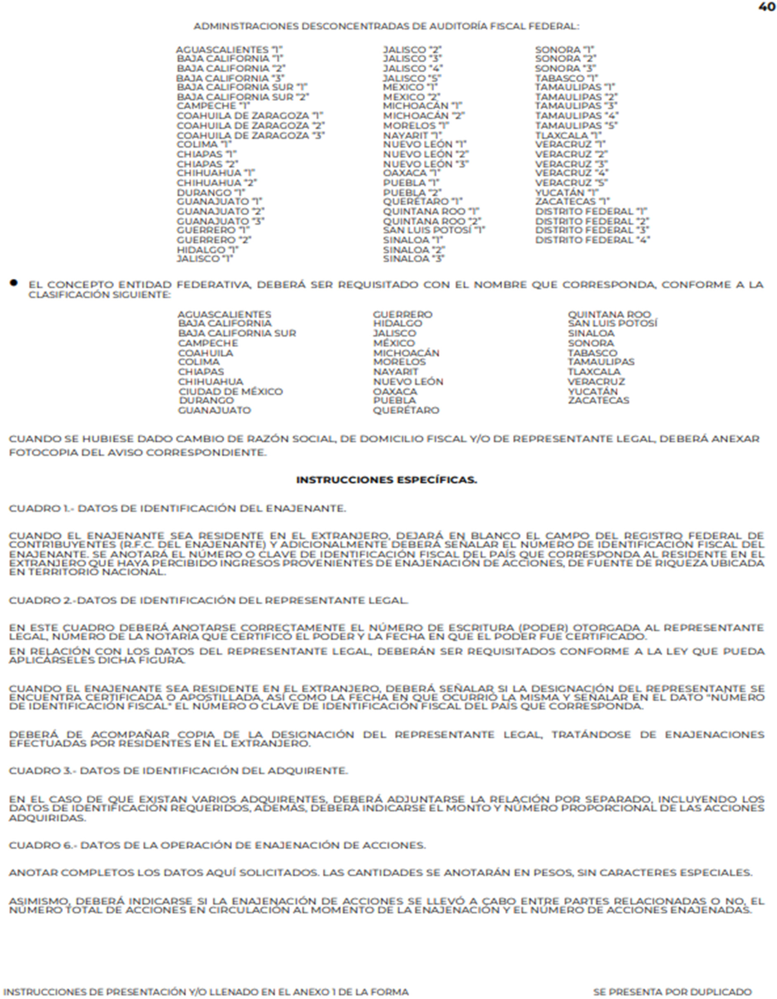 40
ADMINISTRACIONES DESCONCENTRADAS DE AUDITORÍA FISCAL FEDERAL:
AGUASCALIENTES "1"
BAJA CALIFORNIA "1"
BAJA CALIFORNIA "2"
BAJA CALIFORNIA "3"
BAJA CALIFORNIA SUR "1"
BAJA CALIFORNIA SUR "2"
CAMPECHE "1"
COAHUILA DE ZARAGOZA "1"
COAHUILA DE ZARAGOZA "2"
COAHUILA DE ZARAGOZA "3"
COLIMA "1"
CHIAPAS "1"
CHIAPAS "2"
CHIHUAHUA "1"
CHIHUAHUA "2"
DURANGO "1"
GUANAJUATO "1"
GUANAJUATO "2"
GUANAJUATO "3"
GUERRERO "1"
GUERRERO "2"
HIDALGO "1"
JALISCO "1"
JALISCO "2"
JALISCO "3"
JALISCO "4"
JALISCO "5"
MEXICO "1"
MEXICO "2"
MICHOACÁN "1"
MICHOACÁN "2"
MORELOS "1"
NAYARIT "1"
NUEVO LEÓN "1"
NUEVO LEÓN "2"
NUEVO LEÓN "3"
OAXACA "1"
PUEBLA "1"
PUEBLA "2"
QUERÉTARO "1"
QUINTANA ROO "1"
QUINTANA ROO "2"
SAN LUIS POTOSÍ "1"
SINALOA "1"
SINALOA "2"
SINALOA "3"
SONORA "1"
SONORA "2"
SONORA "3"
TABASCO "1"
TAMAULIPAS "1"
TAMAULIPAS "2"
TAMAULIPAS "3"
TAMAULIPAS "4"
TAMAULIPAS "5"
TLAXCALA "1"
VERACRUZ "1"
VERACRUZ "2"
VERACRUZ "3"
VERACRUZ "4"
VERACRUZ "5"
YUCATÁN "1"
ZACATECAS "1"
DISTRITO FEDERAL "1"
DISTRITO FEDERAL "2"
DISTRITO FEDERAL "3"
DISTRITO FEDERAL "4"
● EL CONCEPTO ENTIDAD FEDERATIVA, DEBERÁ SER REQUISITADO CON EL NOMBRE QUE CORRESPONDA, CONFORME A LA
CLASIFICACIÓN SIGUIENTE:
AGUASCALIENTES
BAJA CALIFORNIA
BAJA CALIFORNIA SUR
CAMPECHE
COAHUILA
COLIMA
CHIAPAS
CHIHUAHUA
CIUDAD DE MÉXICO
DURANGO
GUANAJUATO
GUERRERO
HIDALGO
JALISCO
MÉXICO
MICHOACÁN
MORELOS
NAYARIT
NUEVO LEÓN
OAXACA
PUEBLA
QUERÉTARO
QUINTANA ROO
SAN LUIS POTOSÍ
SINALOA
SONORA
TABASCO
TAMAULIPAS
TLAXCALA
VERACRUZ
YUCATÁN
ZACATECAS
CUANDO SE HUBIESE DADO CAMBIO DE RAZÓN SOCIAL, DE DOMICILIO FISCAL Y/O DE REPRESENTANTE LEGAL, DEBERÁ ANEXAR
FOTOCOPIA DEL AVISO CORRESPONDIENTE.
INSTRUCCIONES ESPECÍFICAS.
CUADRO 1.- DATOS DE IDENTIFICACIÓN DEL ENAJENANTE.
CUANDO EL ENAJENANTE SEA RESIDENTE EN EL EXTRANJERO, DEJARÁ EN BLANCO EL CAMPO DEL REGISTRO FEDERAL DE
CONTR1BUYENTES (R.F.C. DEL ENAJENANTE) Y ADICIONALMENTE DEBERÁ SEÑALAR EL NÚMERO DE IDENTIFICACIÓN FISCAL DEL
ENAJENANTE. SE ANOTARÁ EL NÚMERO O CLAVE DE IDENTIFICACIÓN FISCAL DEL PAÍS QUE CORRESPONDA AL RESIDENTE EN EL
EXTRANJERO QUE HAYA PERCIBIDO INGRESOS PROVENIENTES DE ENAJENACIÓN DE ACCIONES, DE FUENTE DE RIQUEZA UBICADA
EN TERRITORIO NACIONAL.
CUADRO 2.-DATOS DE IDENTIFICACIÓN DEL REPRESENTANTE LEGAL.
EN ESTE CUADRO DEBERÁ ANOTARSE CORRECTAMENTE EL NÚMERO DE ESCRITURA (PODER) OTORGADA AL REPRESENTANTE
LEGAL, NÚMERO DE LA NOTARÍA QUE CERTIFICÓ EL PODER Y LA FECHA EN QUE EL PODER FUE CERTIFICADO.
EN RELACIÓN CON LOS DATOS DEL REPRESENTANTE LEGAL, DEBERÁN SER REQUISITADOS CONFORME A LA LEY QUE PUEDA
APLICÁRSELES DICHA FIGURA.
CUANDO EL ENAJENANTE SEA RESIDENTE EN EL EXTRANJERO, DEBERÁ SEÑALAR SI LA DESIGNACIÓN DEL REPRESENTANTE SE
ENCUENTRA CERTIFICADA O APOSTILLADA, ASÍ COMO LA FECHA EN QUE OCURRIÓ LA MISMA Y SEÑALAR EN EL DATO "NÚMERO
DE IDENTIFICACIÓN FISCAL" EL NÚMERO O CLAVE DE IDENTIFICACIÓN FISCAL DEL PAÍS QUE CORRESPONDA.
DEBERÁ DE ACOMPAÑAR COPIA DE LA DESIGNACIÓN DEL REPRESENTANTE LEGAL, TRATÁNDOSE DE ENAJENACIONES
EFECTUADAS POR RESIDENTES EN EL EXTRANJERO.
CUADRO 3.- DATOS DE IDENTIFICACIÓN DEL ADQUIRENTE.
EN EL CASO DE QUE EXISTAN VARIOS ADQUIRENTES, DEBERÁ ADJUNTARSE LA RELACIÓN POR SEPARADO, INCLUYENDO LOS
DATOS DE IDENTIFICACIÓN REQUERIDOS, ADEMÁS, DEBERÁ INDICARSE EL MONTO Y NÚMERO PROPORCIONAL DE LAS ACCIONES
ADQUIRIDAS.
CUADRO 6.- DATOS DE LA OPERACIÓN DE ENAJENACIÓN DE ACCIONES.
ANOTAR COMPLETOS LOS DATOS AQUÍ SOLICITADOS. LAS CANTIDADES SE ANOTARÁN EN PESOS, SIN CARACTERES ESPECIALES.
ASIMISMO, DEBERÁ INDICARSE SI LA ENAJENACIÓN DE ACCIONES SE LLEVÓ A CABO ENTRE PARTES RELACIONADAS O NO, EL
NÚMERO TOTAL DE ACCIONES EN CIRCULACIÓN AL MOMENTO DE LA ENAJENACIÓN Y EL NÚMERO DE ACCIONES ENAJENADAS.
INSTRUCCIONES DE PRESENTACIÓN Y/O LLENADO EN EL ANEXO 1 DE LA FORMA
SE PRESENTA POR DUPLICADO